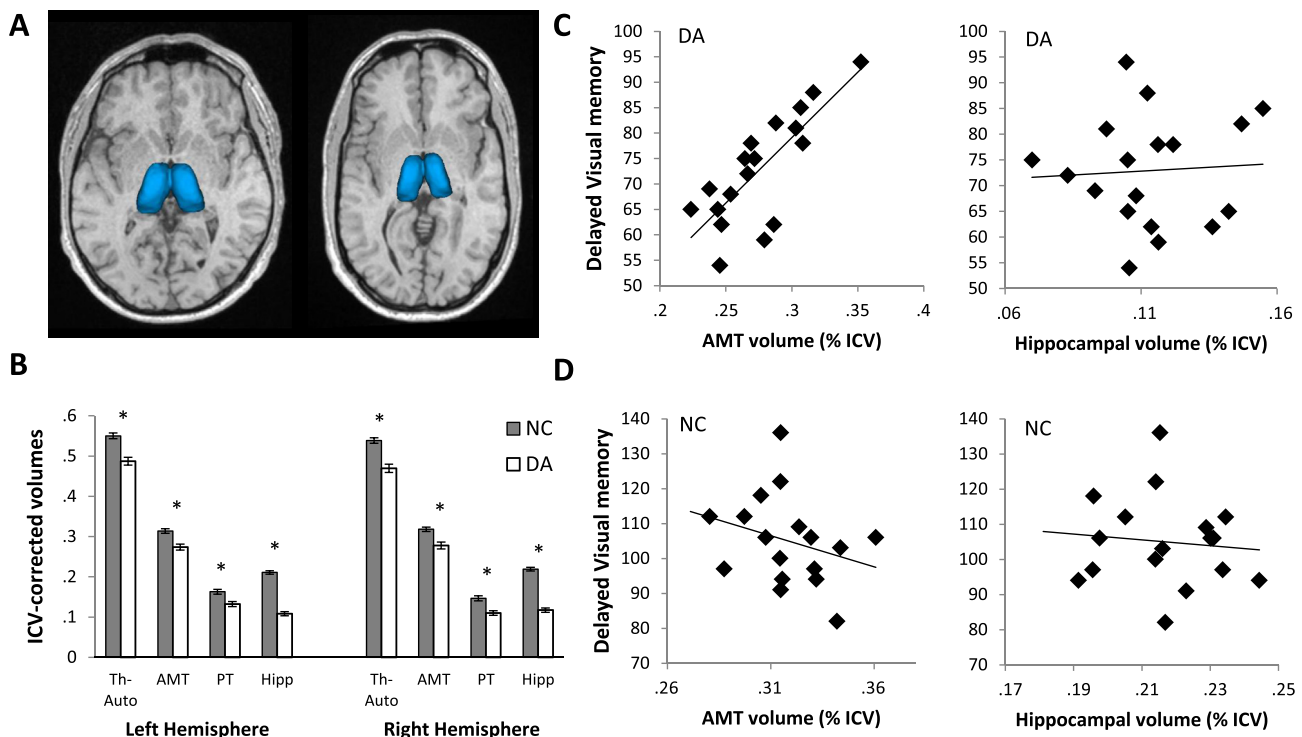 A
B
.6
.5
.4
.3
.2
.1
0
ICV-corrected volumes
* * * *
* * * *
NC
DA
Th-Auto AMT PT Hipp
Th-Auto AMT PT Hipp
Left Hemisphere
Right Hemisphere
C
DA
100
95
90
85
80
75
70
65
60
55
50
Delayed Visual memory
.2 .25 .3 .35 .4
AMT volume (% ICV)
DA
100
95
90
85
80
75
70
65
60
55
50
.06 .11 .16
Hippocampal volume (% ICV)
D
NC
140
130
120
110
100
90
80
70
Delayed Visual memory
.26 .31 .36
AMT volume (% ICV)
NC
140
130
120
110
100
90
80
70
.17 .19 .21 .23 .25
Hippocampal volume (% ICV)